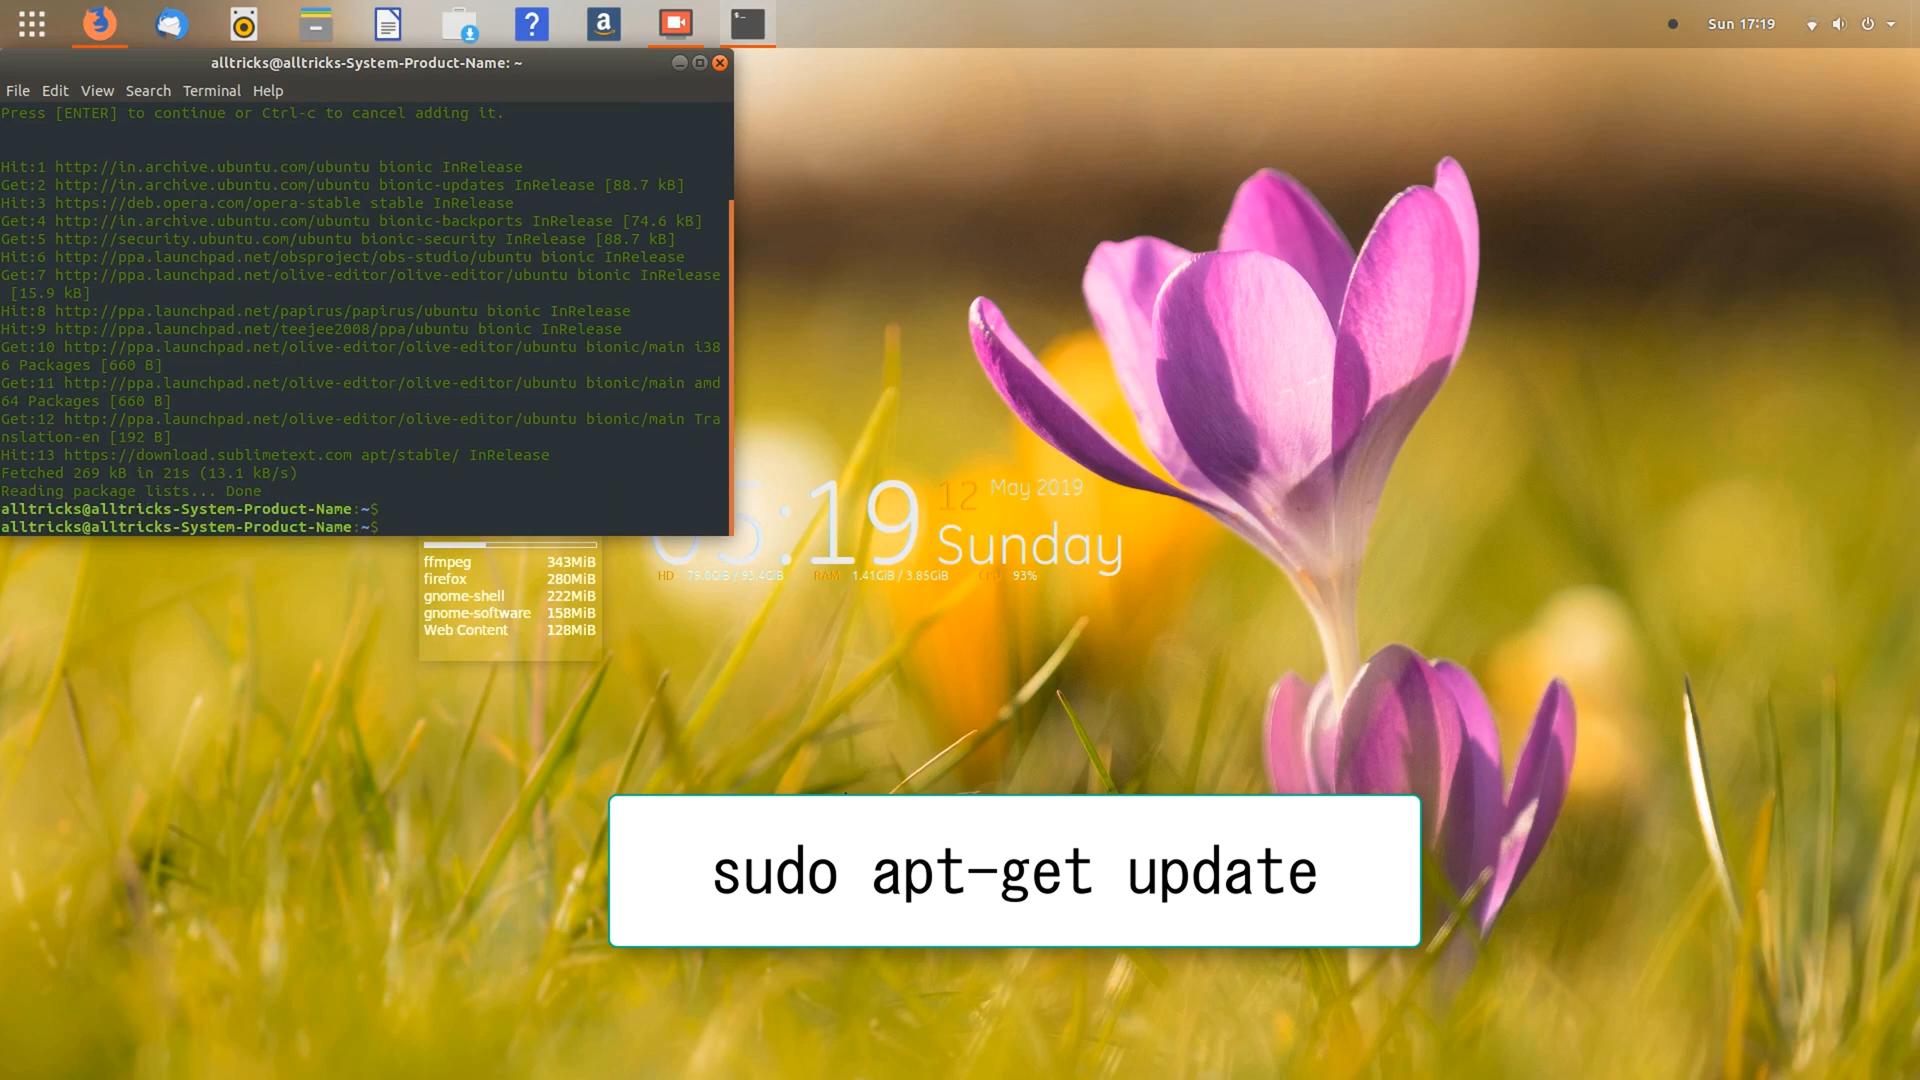 Sun 17:19
alltricks@alltricks-System-Product-Name: ~
File Edit View Search Terminal Help
Press [ENTER] to continue or Ctrl-c to cancel adding it.
Hit:1 http://in.archive.ubuntu.com/ubuntu bionic InRelease
Get:2 http://in.archive.ubuntu.com/ubuntu bionic-updates InRelease [88.7 kB]
Hit:3 https://deb.opera.com/opera-stable stable InRelease
Get:4 http://in.archive.ubuntu.com/ubuntu bionic-backports InRelease [74.6 kB]
Get:5 http://security.ubuntu.com/ubuntu bionic-security InRelease [88.7 kB]
Hit:6 http://ppa.launchpad.net/obsproject/obs-studio/ubuntu bionic InRelease
Get:7 http://ppa.launchpad.net/olive-editor/olive-editor/ubuntu bionic InRelease
[15.9 kB]
Hit:8 http://ppa.launchpad.net/papirus/papirus/ubuntu bionic InRelease
Hit:9 http://ppa.launchpad.net/teejee2008/ppa/ubuntu bionic InRelease
Get:10 http://ppa.launchpad.net/olive-editor/olive-editor/ubuntu bionic/main i38
6 Packages [660 B]
Get:11 http://ppa.launchpad.net/olive-editor/olive-editor/ubuntu bionic/main amd
64 Packages [660 B]
Get:12 http://ppa.launchpad.net/olive-editor/olive-editor/ubuntu bionic/main Tra
nslation-en [192 B]
Hit:13 https://download.sublimetext.com apt/stable/ InRelease
Fetched 269 kB in 21s (13.1 kB/s)
Reading package lists... Done
alltricks@alltricks-System-Product-Name:~$
alltricks@alltricks-System-Product-Name:~$
05:19 12 May 2019
Sunday
HD 79.0GiB / 93.4GiB RAM 1.41GiB / 3.85GiB CPU 93%
ffmpeg 343MiB
firefox 280MiB
gnome-shell 222MiB
gnome-software 158MiB
Web Content 128MiB
sudo apt-get update